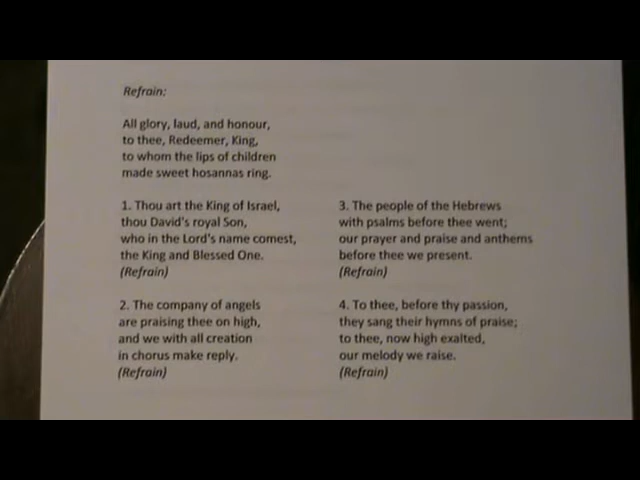 Refrain:
All glory, laud, and honour,
to thee, Redeemer, King,
to whom the lips of children
made sweet hosannas ring.
1. Thou art the King of Israel,
thou David's royal Son,
who in the Lord's name comest,
the King and Blessed One.
(Refrain)
2. The company of angels
are praising thee on high,
and we with all creation
in chorus make reply.
(Refrain)
3. The people of the Hebrews
with psalms before thee went;
our prayer and praise and anthems
before thee we present.
(Refrain)
4. To thee, before thy passion,
they sang their hymns of praise;
to thee, now high exalted,
our melody we raise.
(Refrain)